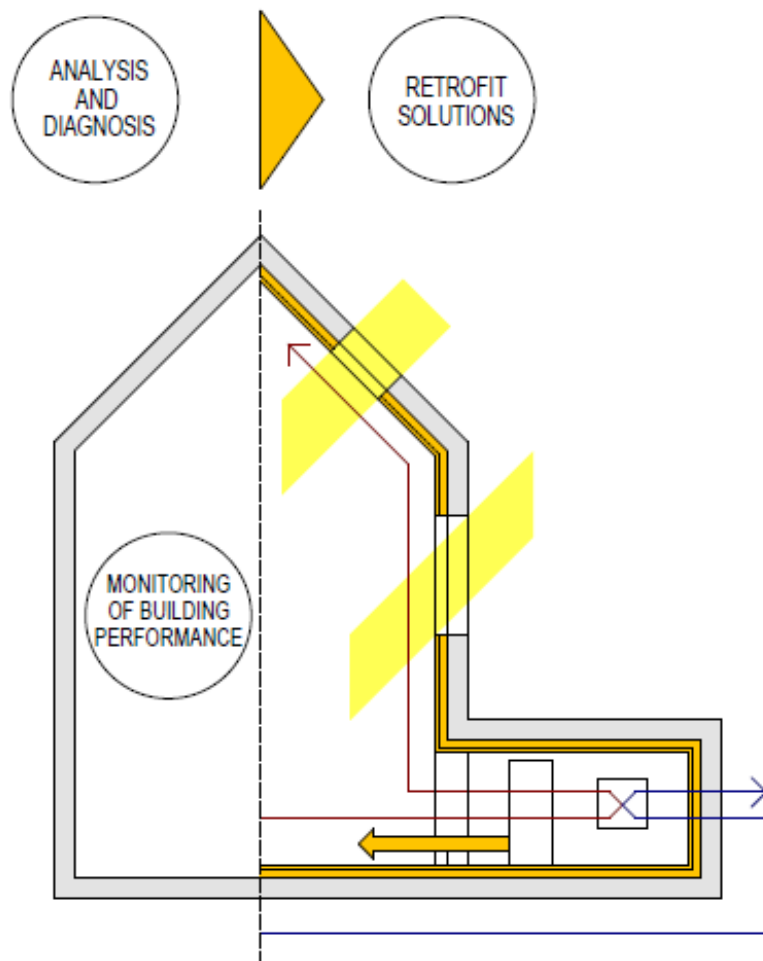 ANALYSIS
AND
DIAGNOSIS
RETROFIT
SOLUTIONS
MONITORING
OF BUILDING
PERFORMANCE